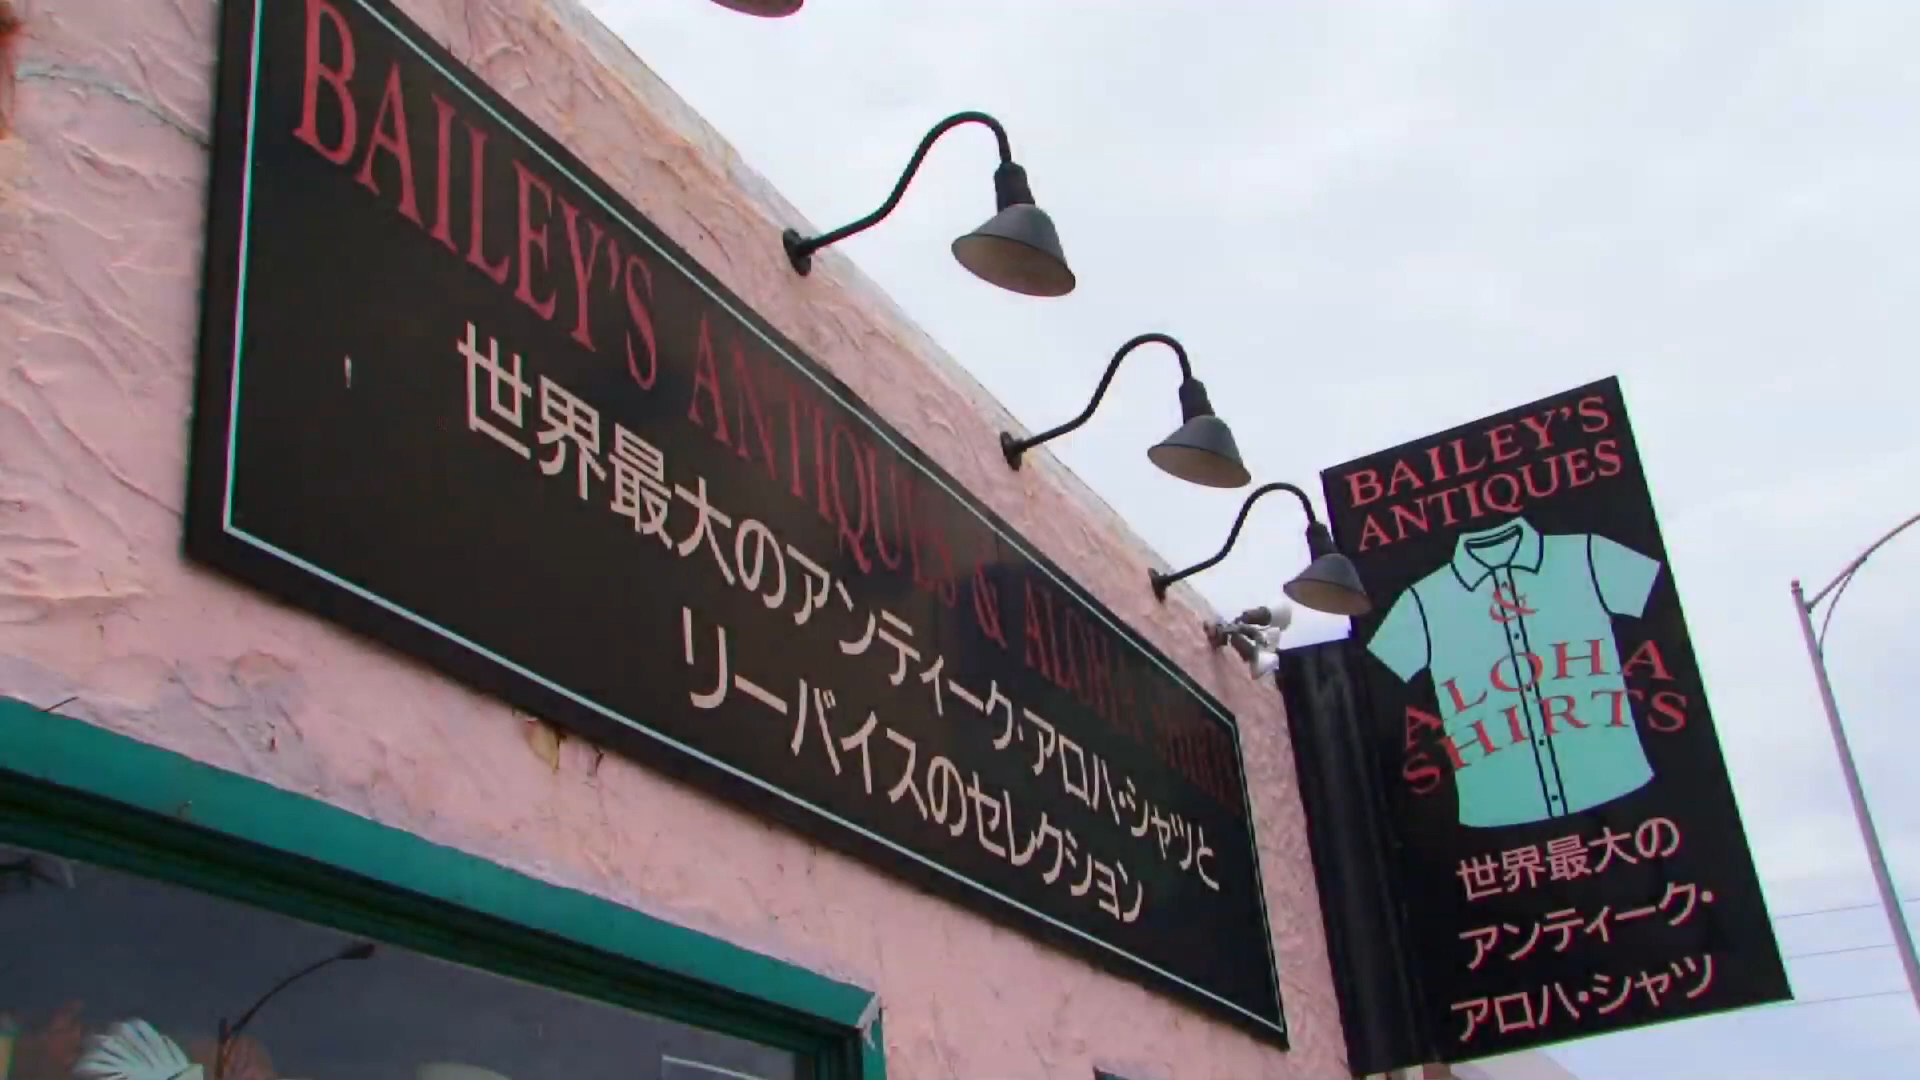 BAILEY'S ANTIQUES & ALOHA SHIRTS
世界最大のアンティーク・アロハ・シャツと
リーバイスのセレクション
BAILEY'S
ANTIQUES
&
ALOHA
SHIRTS
世界最大の
アンティーク・
アロハ・シャツ